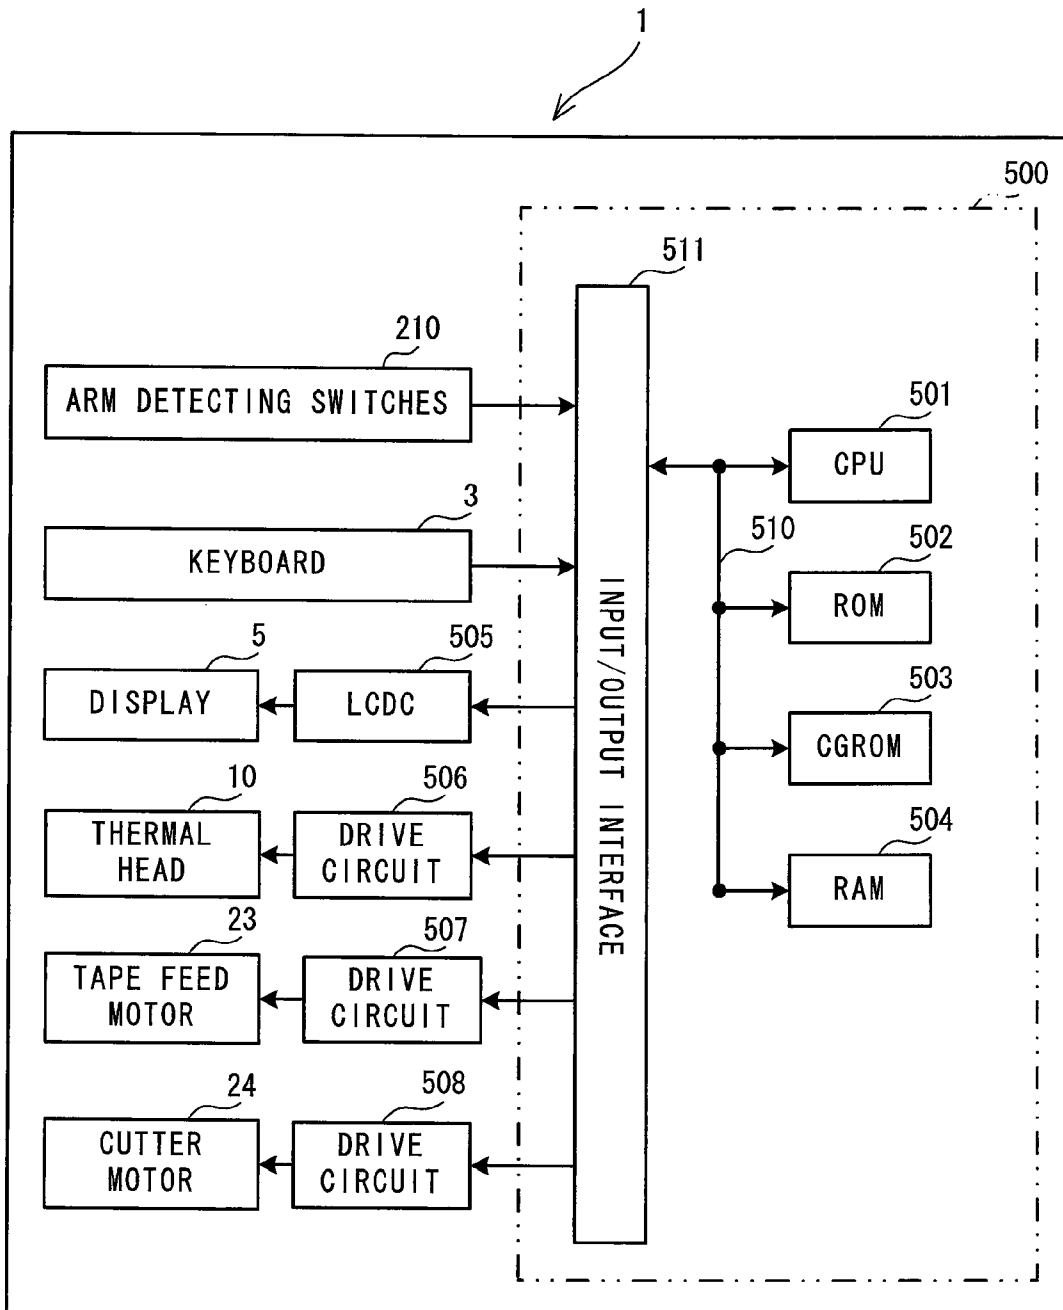 1
500
511
210
ARM DETECTING SWITCHES
501
CPU
3
KEYBOARD
510
502
ROM
5
DISPLAY
505
LCDC
503
CGROM
INPUT/OUTPUT INTERFACE
10
THERMAL
HEAD
506
DRIVE
CIRCUIT
504
RAM
23
TAPE FEED
MOTOR
507
DRIVE
CIRCUIT
24
CUTTER
MOTOR
508
DRIVE
CIRCUIT